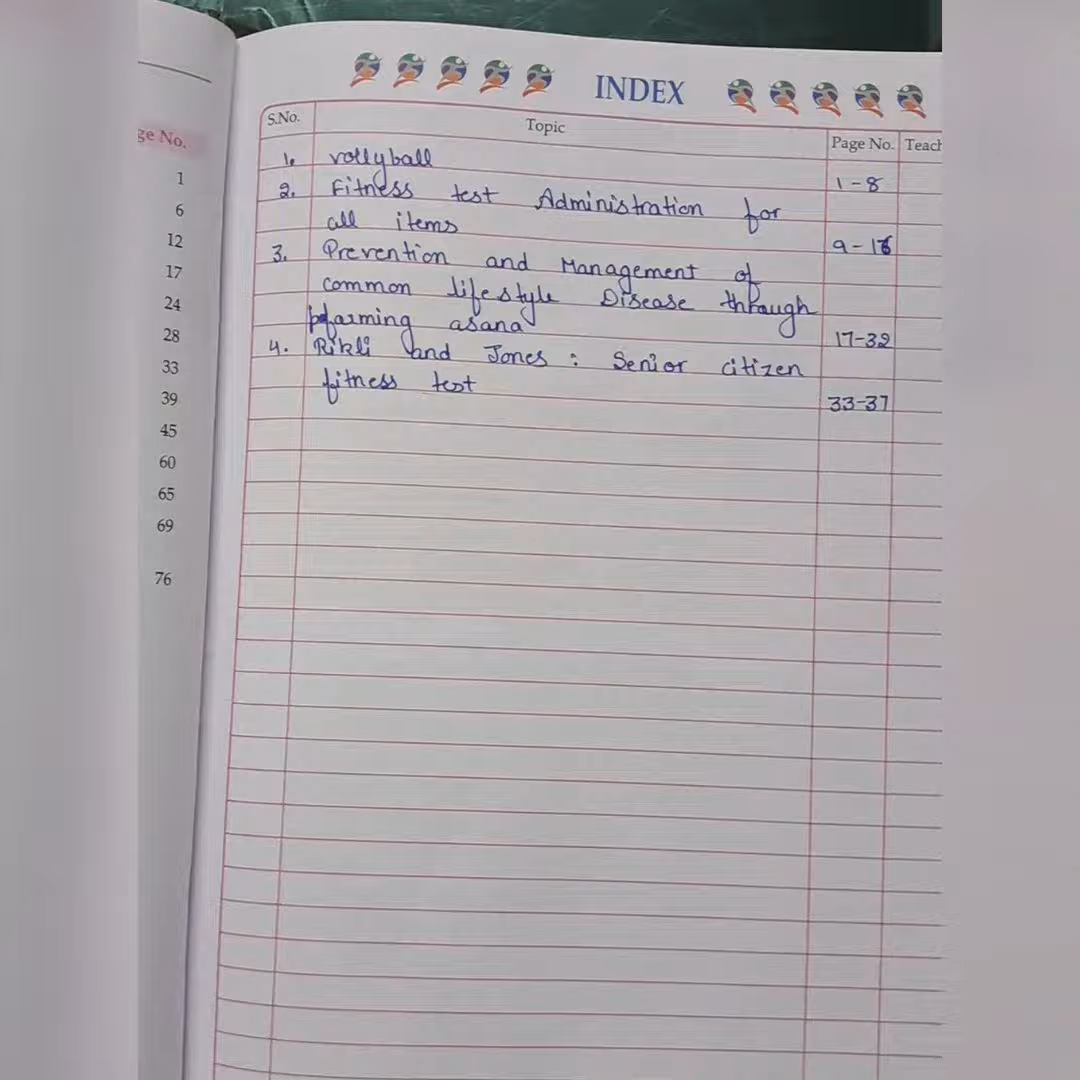 INDEX
ge No.
S.No. Topic Page No. Teach
1. vollyball 1-8
2. Fitness test Administration for
all items 9-16
3. Prevention and Management of
common lifestyle Disease through
asana 17-32
4. Rikli and Jones : Senior citizen
fitness test 33-37
1
6
12
17
24
28
33
39
45
60
65
69
76